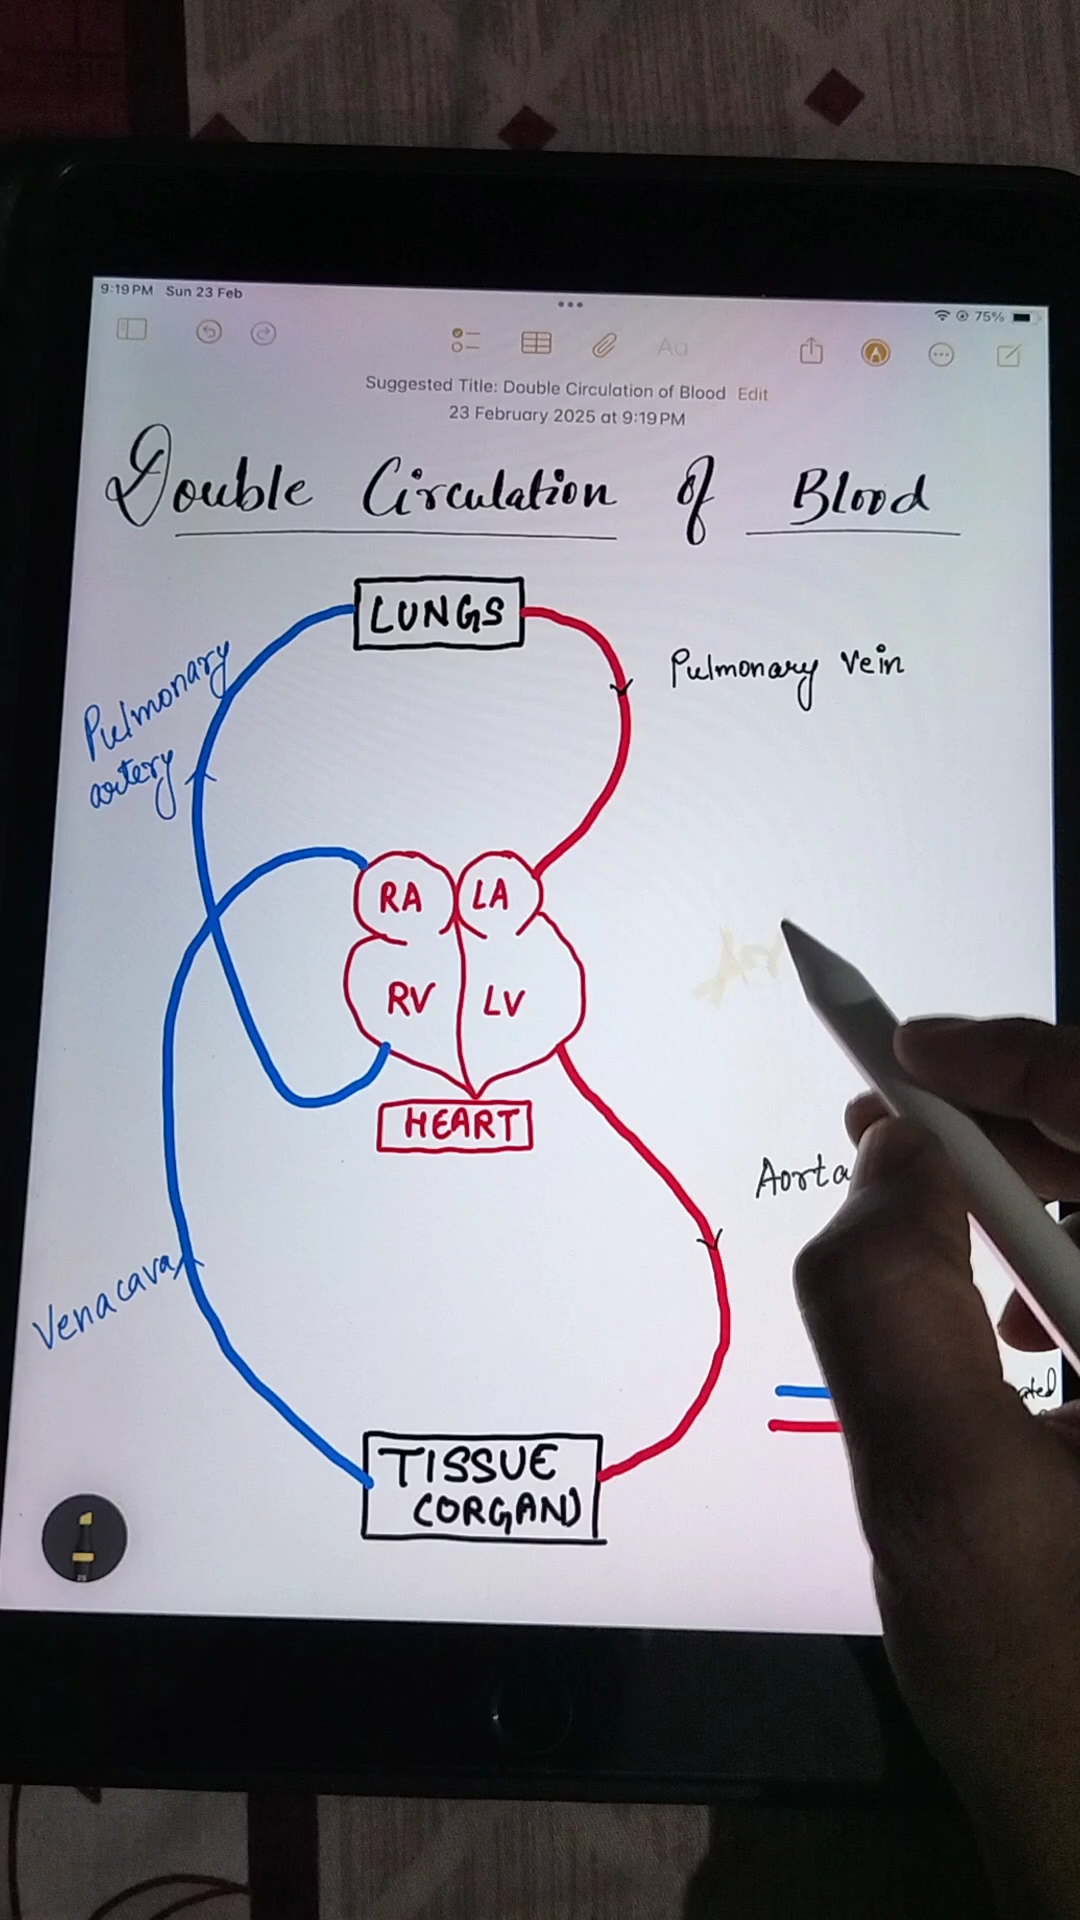 9:19 PM Sun 23 Feb
75%
Aa
Suggested Title: Double Circulation of Blood Edit
23 February 2025 at 9:19 PM
Double Circulation of Blood
LUNGS
Pulmonary vein
Pulmonary
artery
RA LA
RV LV
HEART
Aorta
Venacava
TISSUE
(ORGAN)